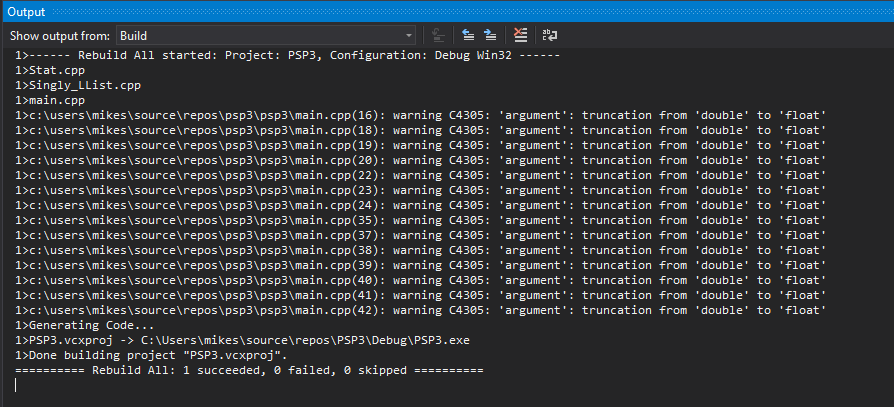 Output
Show output from: Build
1>------ Rebuild All started: Project: PSP3, Configuration: Debug Win32 ------
1>Stat.cpp
1>Singly_LList.cpp
1>main.cpp
1>c:\users\mikes\source\repos\psp3\psp3\main.cpp(16): warning C4305: 'argument': truncation from 'double' to 'float'
1>c:\users\mikes\source\repos\psp3\psp3\main.cpp(18): warning C4305: 'argument': truncation from 'double' to 'float'
1>c:\users\mikes\source\repos\psp3\psp3\main.cpp(19): warning C4305: 'argument': truncation from 'double' to 'float'
1>c:\users\mikes\source\repos\psp3\psp3\main.cpp(20): warning C4305: 'argument': truncation from 'double' to 'float'
1>c:\users\mikes\source\repos\psp3\psp3\main.cpp(22): warning C4305: 'argument': truncation from 'double' to 'float'
1>c:\users\mikes\source\repos\psp3\psp3\main.cpp(23): warning C4305: 'argument': truncation from 'double' to 'float'
1>c:\users\mikes\source\repos\psp3\psp3\main.cpp(24): warning C4305: 'argument': truncation from 'double' to 'float'
1>c:\users\mikes\source\repos\psp3\psp3\main.cpp(35): warning C4305: 'argument': truncation from 'double' to 'float'
1>c:\users\mikes\source\repos\psp3\psp3\main.cpp(37): warning C4305: 'argument': truncation from 'double' to 'float'
1>c:\users\mikes\source\repos\psp3\psp3\main.cpp(38): warning C4305: 'argument': truncation from 'double' to 'float'
1>c:\users\mikes\source\repos\psp3\psp3\main.cpp(39): warning C4305: 'argument': truncation from 'double' to 'float'
1>c:\users\mikes\source\repos\psp3\psp3\main.cpp(40): warning C4305: 'argument': truncation from 'double' to 'float'
1>c:\users\mikes\source\repos\psp3\psp3\main.cpp(41): warning C4305: 'argument': truncation from 'double' to 'float'
1>c:\users\mikes\source\repos\psp3\psp3\main.cpp(42): warning C4305: 'argument': truncation from 'double' to 'float'
1>Generating Code...
1>PSP3.vcxproj -> C:\Users\mikes\source\repos\PSP3\Debug\PSP3.exe
1>Done building project "PSP3.vcxproj".
========== Rebuild All: 1 succeeded, 0 failed, 0 skipped ==========